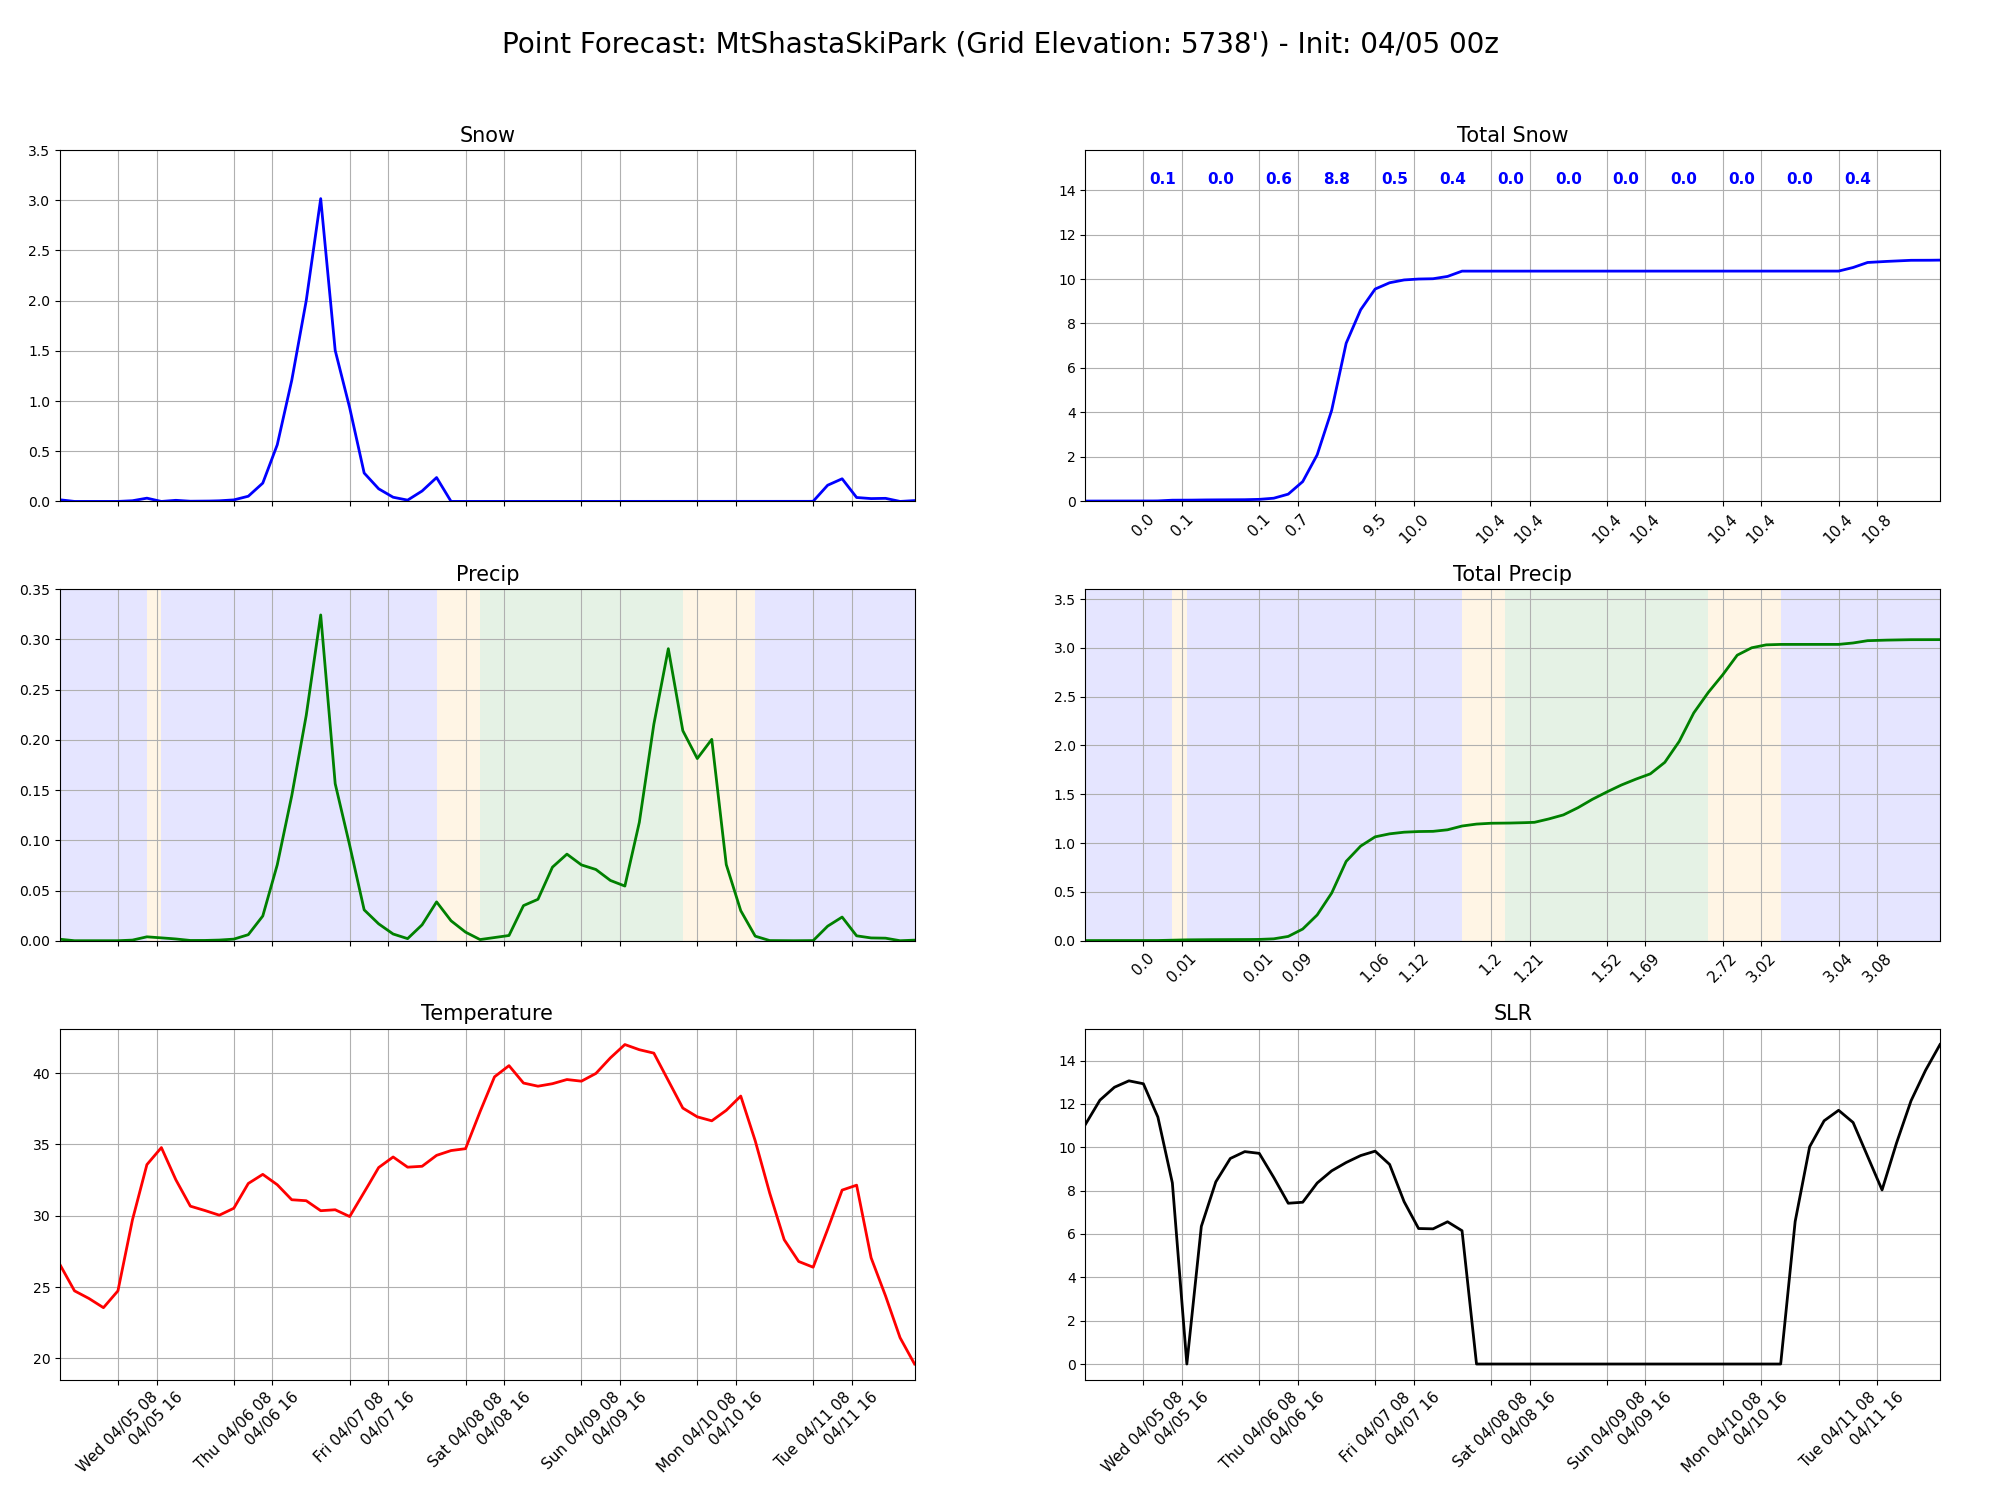 Point Forecast: MtShastaSkiPark (Grid Elevation: 5738') - Init: 04/05 00z
Snow
3.5
3.0
2.5
2.0
1.5
1.0
0.5
0.0
Total Snow
0.1 0.0 0.6 8.8 0.5 0.4 0.0 0.0 0.0 0.0 0.0 0.0 0.4
14
12
10
8
6
4
2
0
0.0 0.1 0.1 0.7 9.5 10.0 10.4 10.4 10.4 10.4 10.4 10.4 10.4 10.8
Precip
0.35
0.30
0.25
0.20
0.15
0.10
0.05
0.00
Total Precip
3.5
3.0
2.5
2.0
1.5
1.0
0.5
0.0
0.0 0.01 0.01 0.09 1.06 1.12 1.2 1.21 1.52 1.69 2.72 3.02 3.04 3.08
Temperature
40
35
30
25
20
Wed 04/05 08
04/05 16
Thu 04/06 08
04/06 16
Fri 04/07 08
04/07 16
Sat 04/08 08
04/08 16
Sun 04/09 08
04/09 16
Mon 04/10 08
04/10 16
Tue 04/11 08
04/11 16
SLR
14
12
10
8
6
4
2
0
Wed 04/05 08
04/05 16
Thu 04/06 08
04/06 16
Fri 04/07 08
04/07 16
Sat 04/08 08
04/08 16
Sun 04/09 08
04/09 16
Mon 04/10 08
04/10 16
Tue 04/11 08
04/11 16